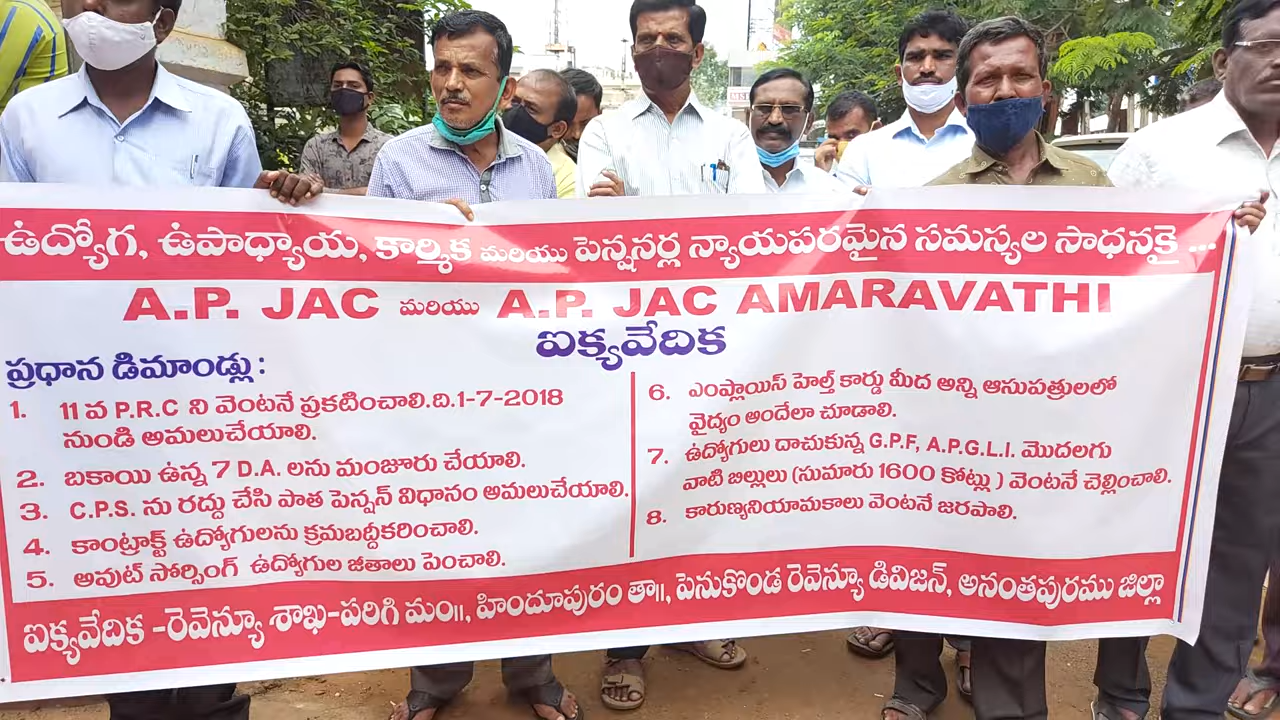 ఉద్యోగ, ఉపాధ్యాయ, కార్మిక మరియు పెన్షనర్ల న్యాయపరమైన సమస్యల సాధనకై ...
A.P. JAC మరియు A.P. JAC AMARAVATHI
ఐక్యవేదిక
ప్రధాన డిమాండ్లు:
1. 11 వ P.R.C ని వెంటనే ప్రకటించాలి.ది.1-7-2018
నుండి అమలుచేయాలి.
2. బకాయి ఉన్న 7 D.A. లను మంజూరు చేయాలి.
3. C.P.S. ను రద్దు చేసి పాత పెన్షన్ విధానం అమలుచేయాలి.
4. కాంట్రాక్ట్ ఉద్యోగులను క్రమబద్దీకరించాలి.
5. అవుట్ సోర్సింగ్ ఉద్యోగుల జీతాలు పెంచాలి.
6. ఎంప్లాయిస్ హెల్త్ కార్డు మీద అన్ని ఆసుపత్రులలో
వైద్యం అందేలా చూడాలి.
7. ఉద్యోగులు దాచుకున్న G.P.F, A.P.G.L.I. మొదలగు
వాటి బిల్లులు (సుమారు 1600 కోట్లు ) వెంటనే చెల్లించాలి.
8. కారుణ్యనియామకాలు వెంటనే జరపాలి.
ఐక్యవేదిక -రెవెన్యూ శాఖ-పరిగి మం॥, హిందూపురం తా॥, పెనుకొండ రెవెన్యూ డివిజన్, అనంతపురము జిల్లా